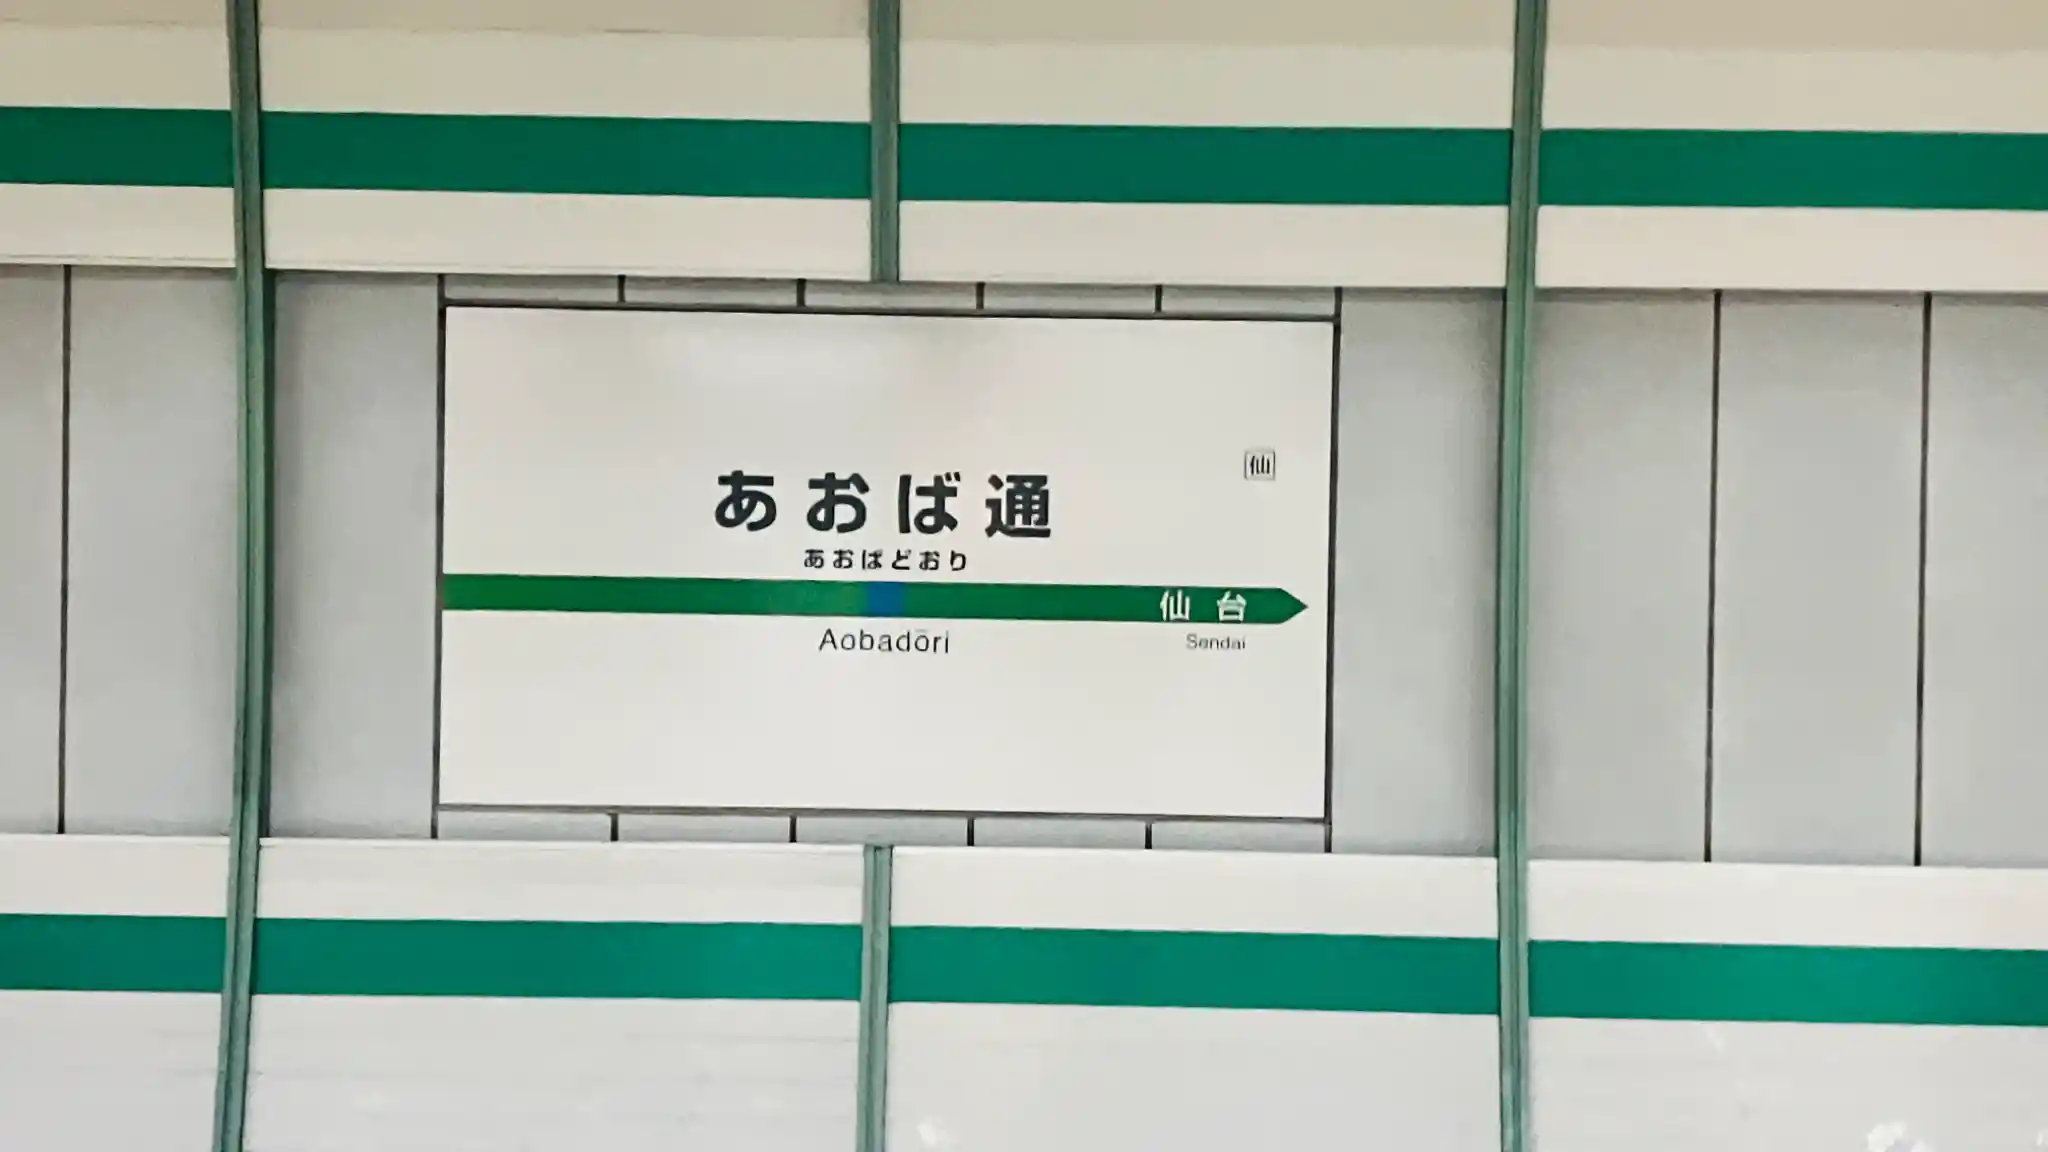 仙
あおば通
あおばどおり
仙台
Aobadōri
Sendai